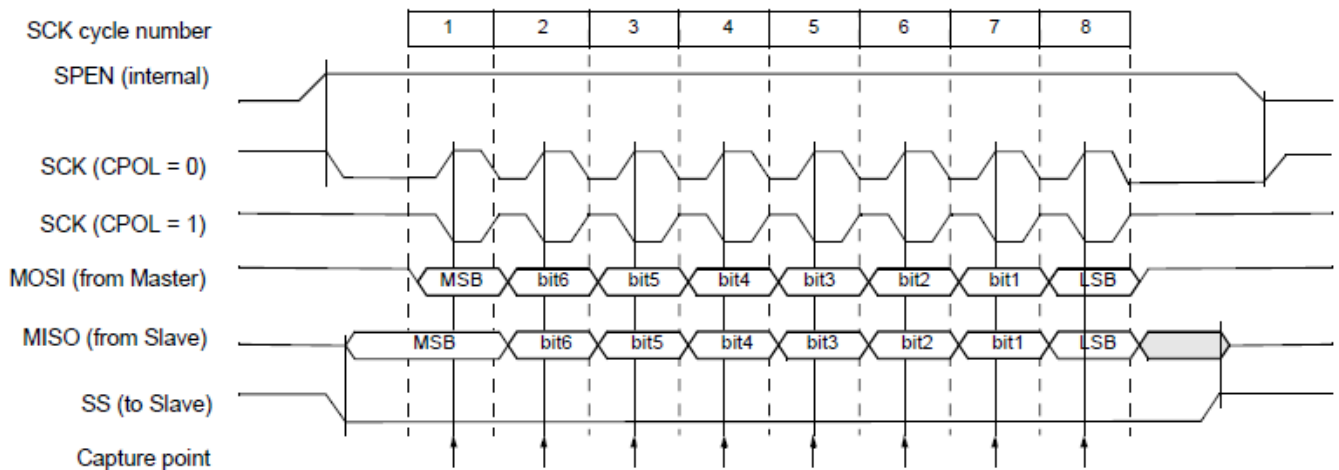 SCK cycle number 1 2 3 4 5 6 7 8
SPEN (internal)
SCK (CPOL = 0)
SCK (CPOL = 1)
MOSI (from Master) MSB bit6 bit5 bit4 bit3 bit2 bit1 LSB
MISO (from Slave) MSB bit6 bit5 bit4 bit3 bit2 bit1 LSB
SS (to Slave)
Capture point